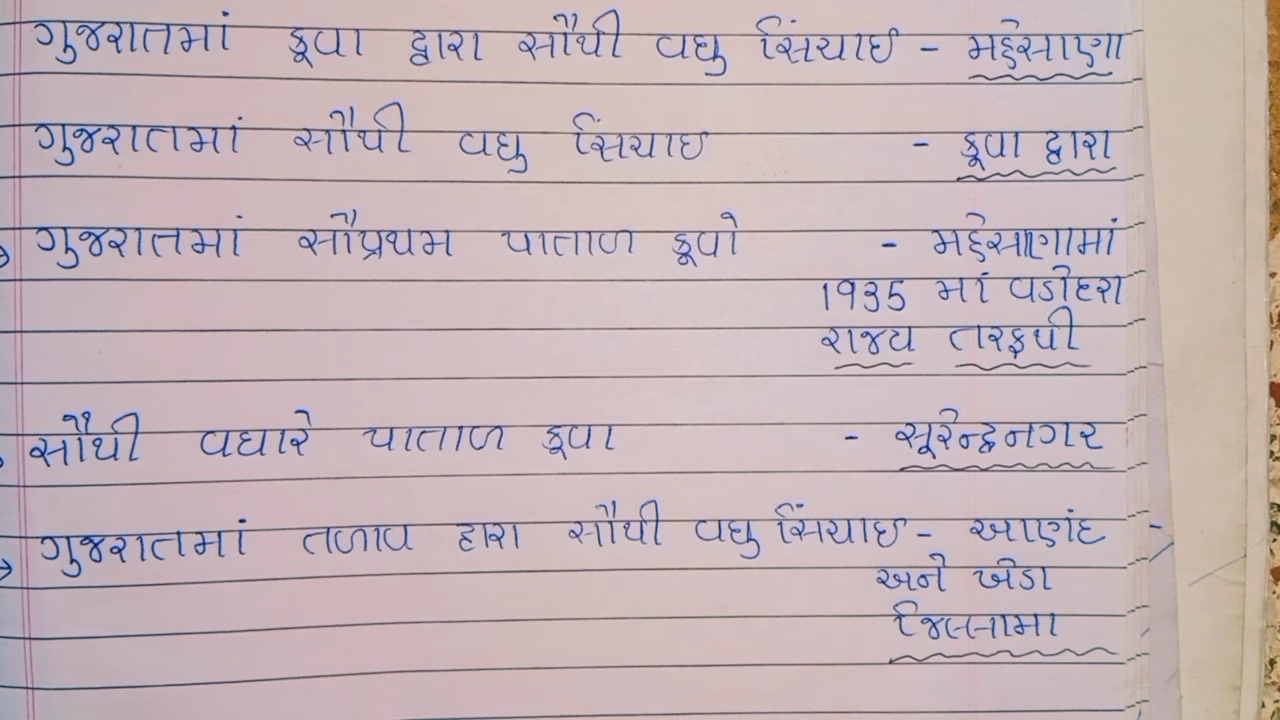 ગુજરાતમાં કૂવા દ્વારા સૌથી વધુ સિંચાઈ - મહેસાણા
ગુજરાતમાં સૌથી વધુ સિંચાઈ - કૂવા દ્વારા
ગુજરાતમાં સૌપ્રથમ પાતાળ કૂવો - મહેસાણામાં
૧૯૩૫ માં વડોદરા
રાજ્ય તરફથી
સૌથી વધારે પાતાળ કૂવા - સૂરેન્દ્રનગર
ગુજરાતમાં તળાવ દ્વારા સૌથી વધુ સિંચાઈ - આણંદ
અને ખેડા
જિલ્લામા